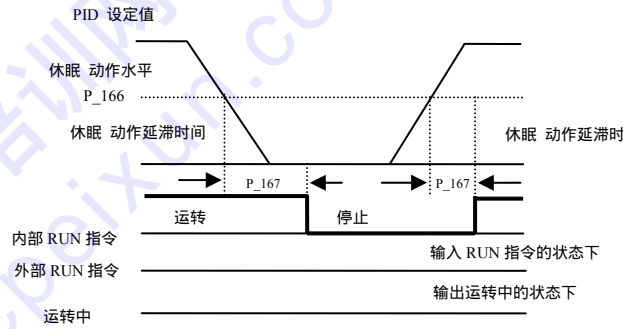 PID 设定值
休眠 动作水平
P_166
休眠 动作延滞时间
休眠 动作延滞时
P_167
P_167
运转
停止
内部 RUN 指令
输入 RUN 指令的状态下
外部 RUN 指令
输出运转中的状态下
运转中